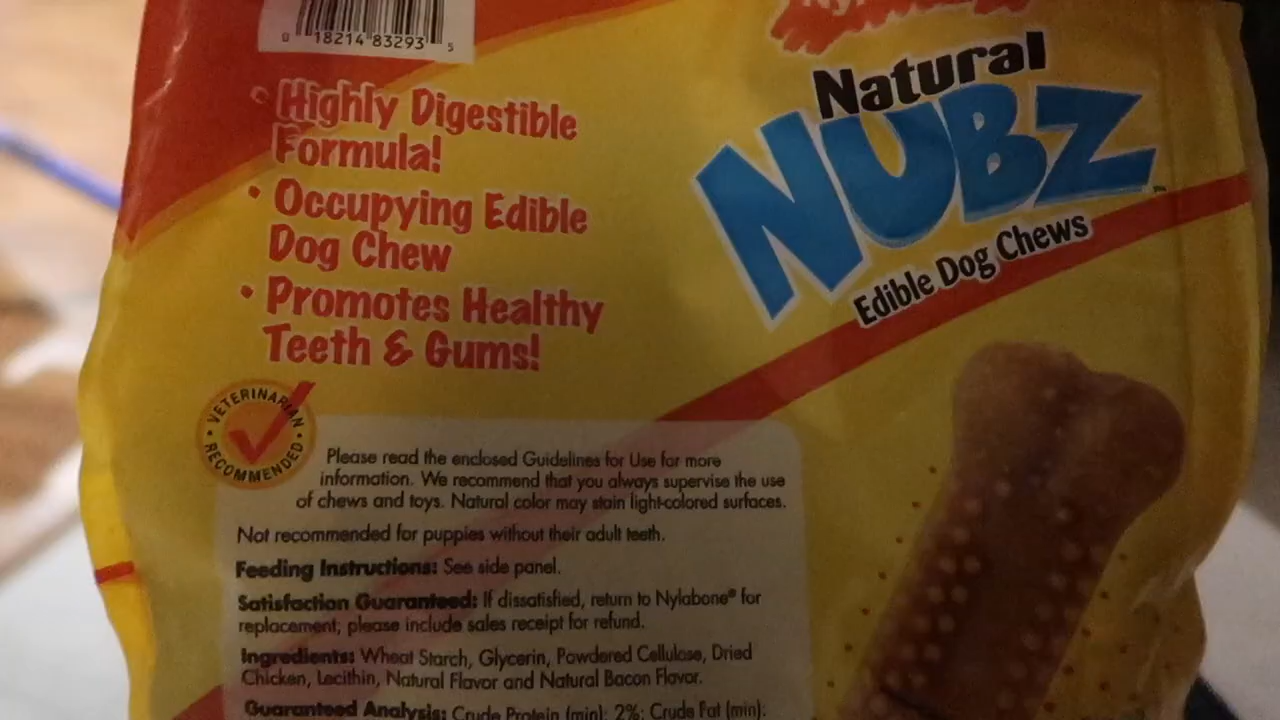 0 18214 83293 5
Natural
NUBZ
Edible Dog Chews
• Highly Digestible
Formula!
• Occupying Edible
Dog Chew
• Promotes Healthy
Teeth & Gums!
VETERINARIAN
• RECOMMENDED •
Please read the enclosed Guidelines for Use for more
information. We recommend that you always supervise the use
of chews and toys. Natural color may stain light-colored surfaces.
Not recommended for puppies without their adult teeth.
Feeding Instructions: See side panel.
Satisfaction Guaranteed: If dissatisfied, return to Nylabone® for
replacement; please include sales receipt for refund.
Ingredients: Wheat Starch, Glycerin, Powdered Cellulose, Dried
Chicken, Lecithin, Natural Flavor and Natural Bacon Flavor.
Guaranteed Analysis: Crude Protein (min): 2%; Crude Fat (min):